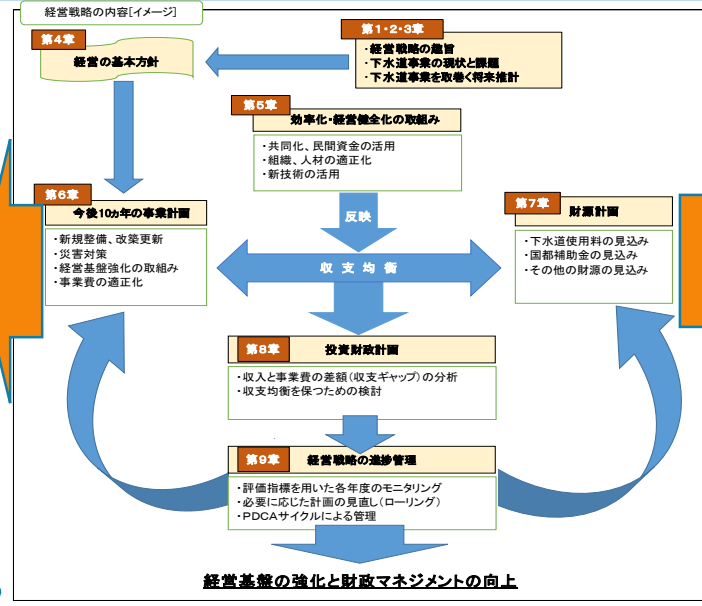 経営戦略の内容[イメージ]
第1・2・3章
・経営戦略の趣旨
・下水道事業の現状と課題
・下水道事業を取巻く将来推計
第4章
経営の基本方針
第5章
効率化・経営健全化の取組み
・共同化、民間資金の活用
・組織、人材の適正化
・新技術の活用
反映
第6章
今後10ヵ年の事業計画
・新規整備、改築更新
・災害対策
・経営基盤強化の取組み
・事業費の適正化
収支均衡
第7章
財源計画
・下水道使用料の見込み
・国都補助金の見込み
・その他の財源の見込み
第8章
投資財政計画
・収入と事業費の差額(収支ギャップ)の分析
・収支均衡を保つための検討
第9章
経営戦略の進捗管理
・評価指標を用いた各年度のモニタリング
・必要に応じた計画の見直し(ローリング)
・PDCAサイクルによる管理
経営基盤の強化と財政マネジメントの向上